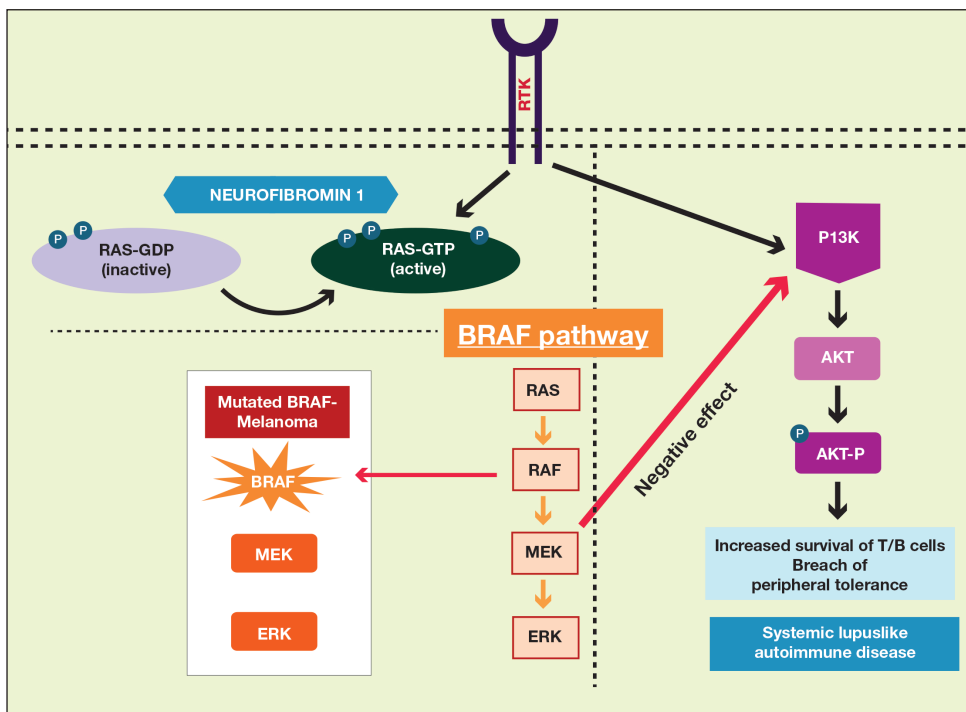 RTK
NEUROFIBROMIN 1
P
P
RAS-GDP
(inactive)
P
P
P
RAS-GTP
(active)
P13K
BRAF pathway
AKT
Mutated BRAF-
Melanoma
RAS
Negative effect
P
AKT-P
BRAF
RAF
MEK
MEK
Increased survival of T/B cells
Breach of
peripheral tolerance
ERK
ERK
Systemic lupuslike
autoimmune disease